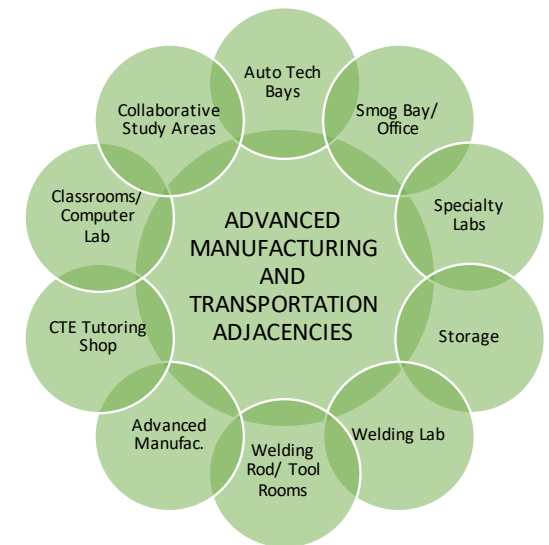 Auto Tech
Bays
Smog Bay/
Office
Specialty
Labs
Storage
Welding Lab
Welding
Rod/ Tool
Rooms
Advanced
Manufac.
CTE Tutoring
Shop
Classrooms/
Computer
Lab
Collaborative
Study Areas
ADVANCED
MANUFACTURING
AND
TRANSPORTATION
ADJACENCIES